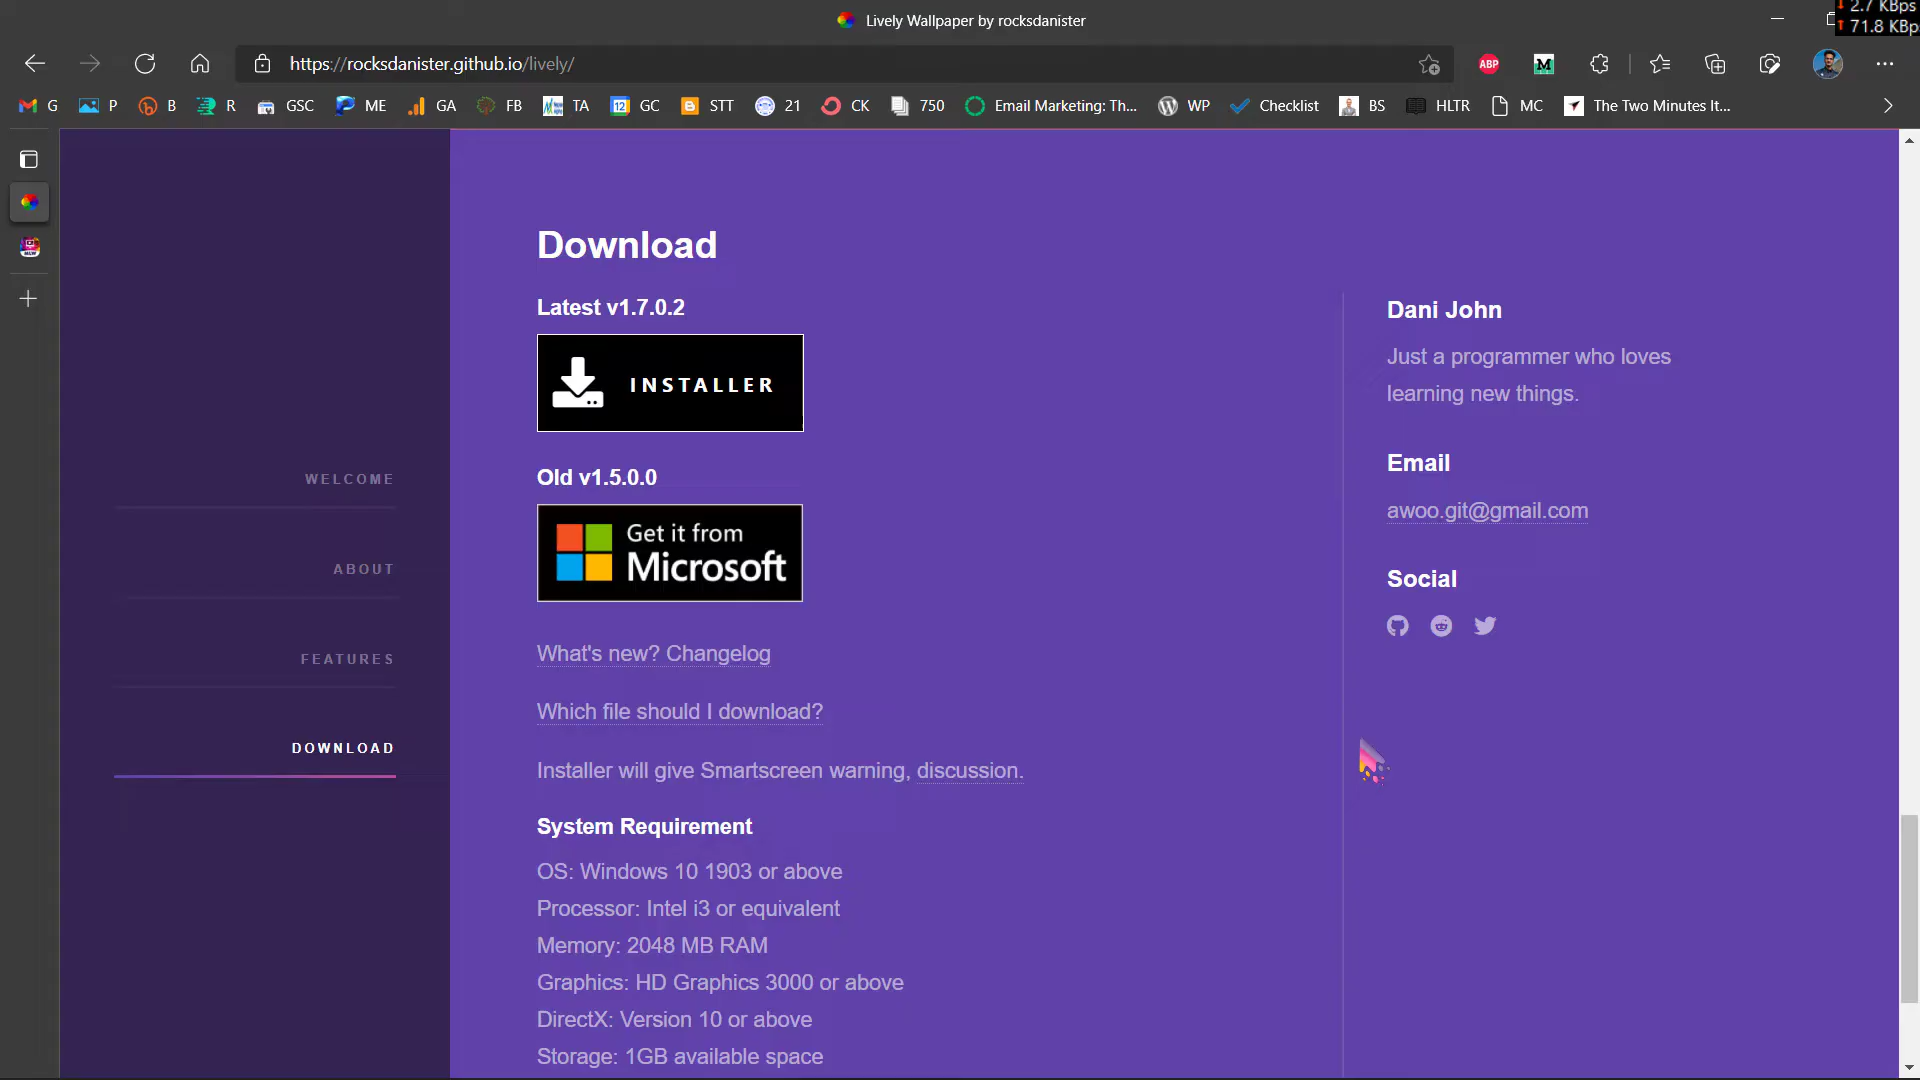 Lively Wallpaper by rocksdanister
2.7 KBps
71.8 KBp
https://rocksdanister.github.io/lively/
ABP
M
G
P
B
R
GSC
ME
GA
FB
TA
12
GC
STT
21
CK
750
Email Marketing: Th...
WP
Checklist
BS
HLTR
MC
The Two Minutes It...
WELCOME
ABOUT
FEATURES
DOWNLOAD
Download
Latest v1.7.0.2
INSTALLER
Old v1.5.0.0
Get it from
Microsoft
What's new? Changelog
Which file should I download?
Installer will give Smartscreen warning, discussion.
System Requirement
OS: Windows 10 1903 or above
Processor: Intel i3 or equivalent
Memory: 2048 MB RAM
Graphics: HD Graphics 3000 or above
DirectX: Version 10 or above
Storage: 1GB available space
Dani John
Just a programmer who loves
learning new things.
Email
awoo.git@gmail.com
Social